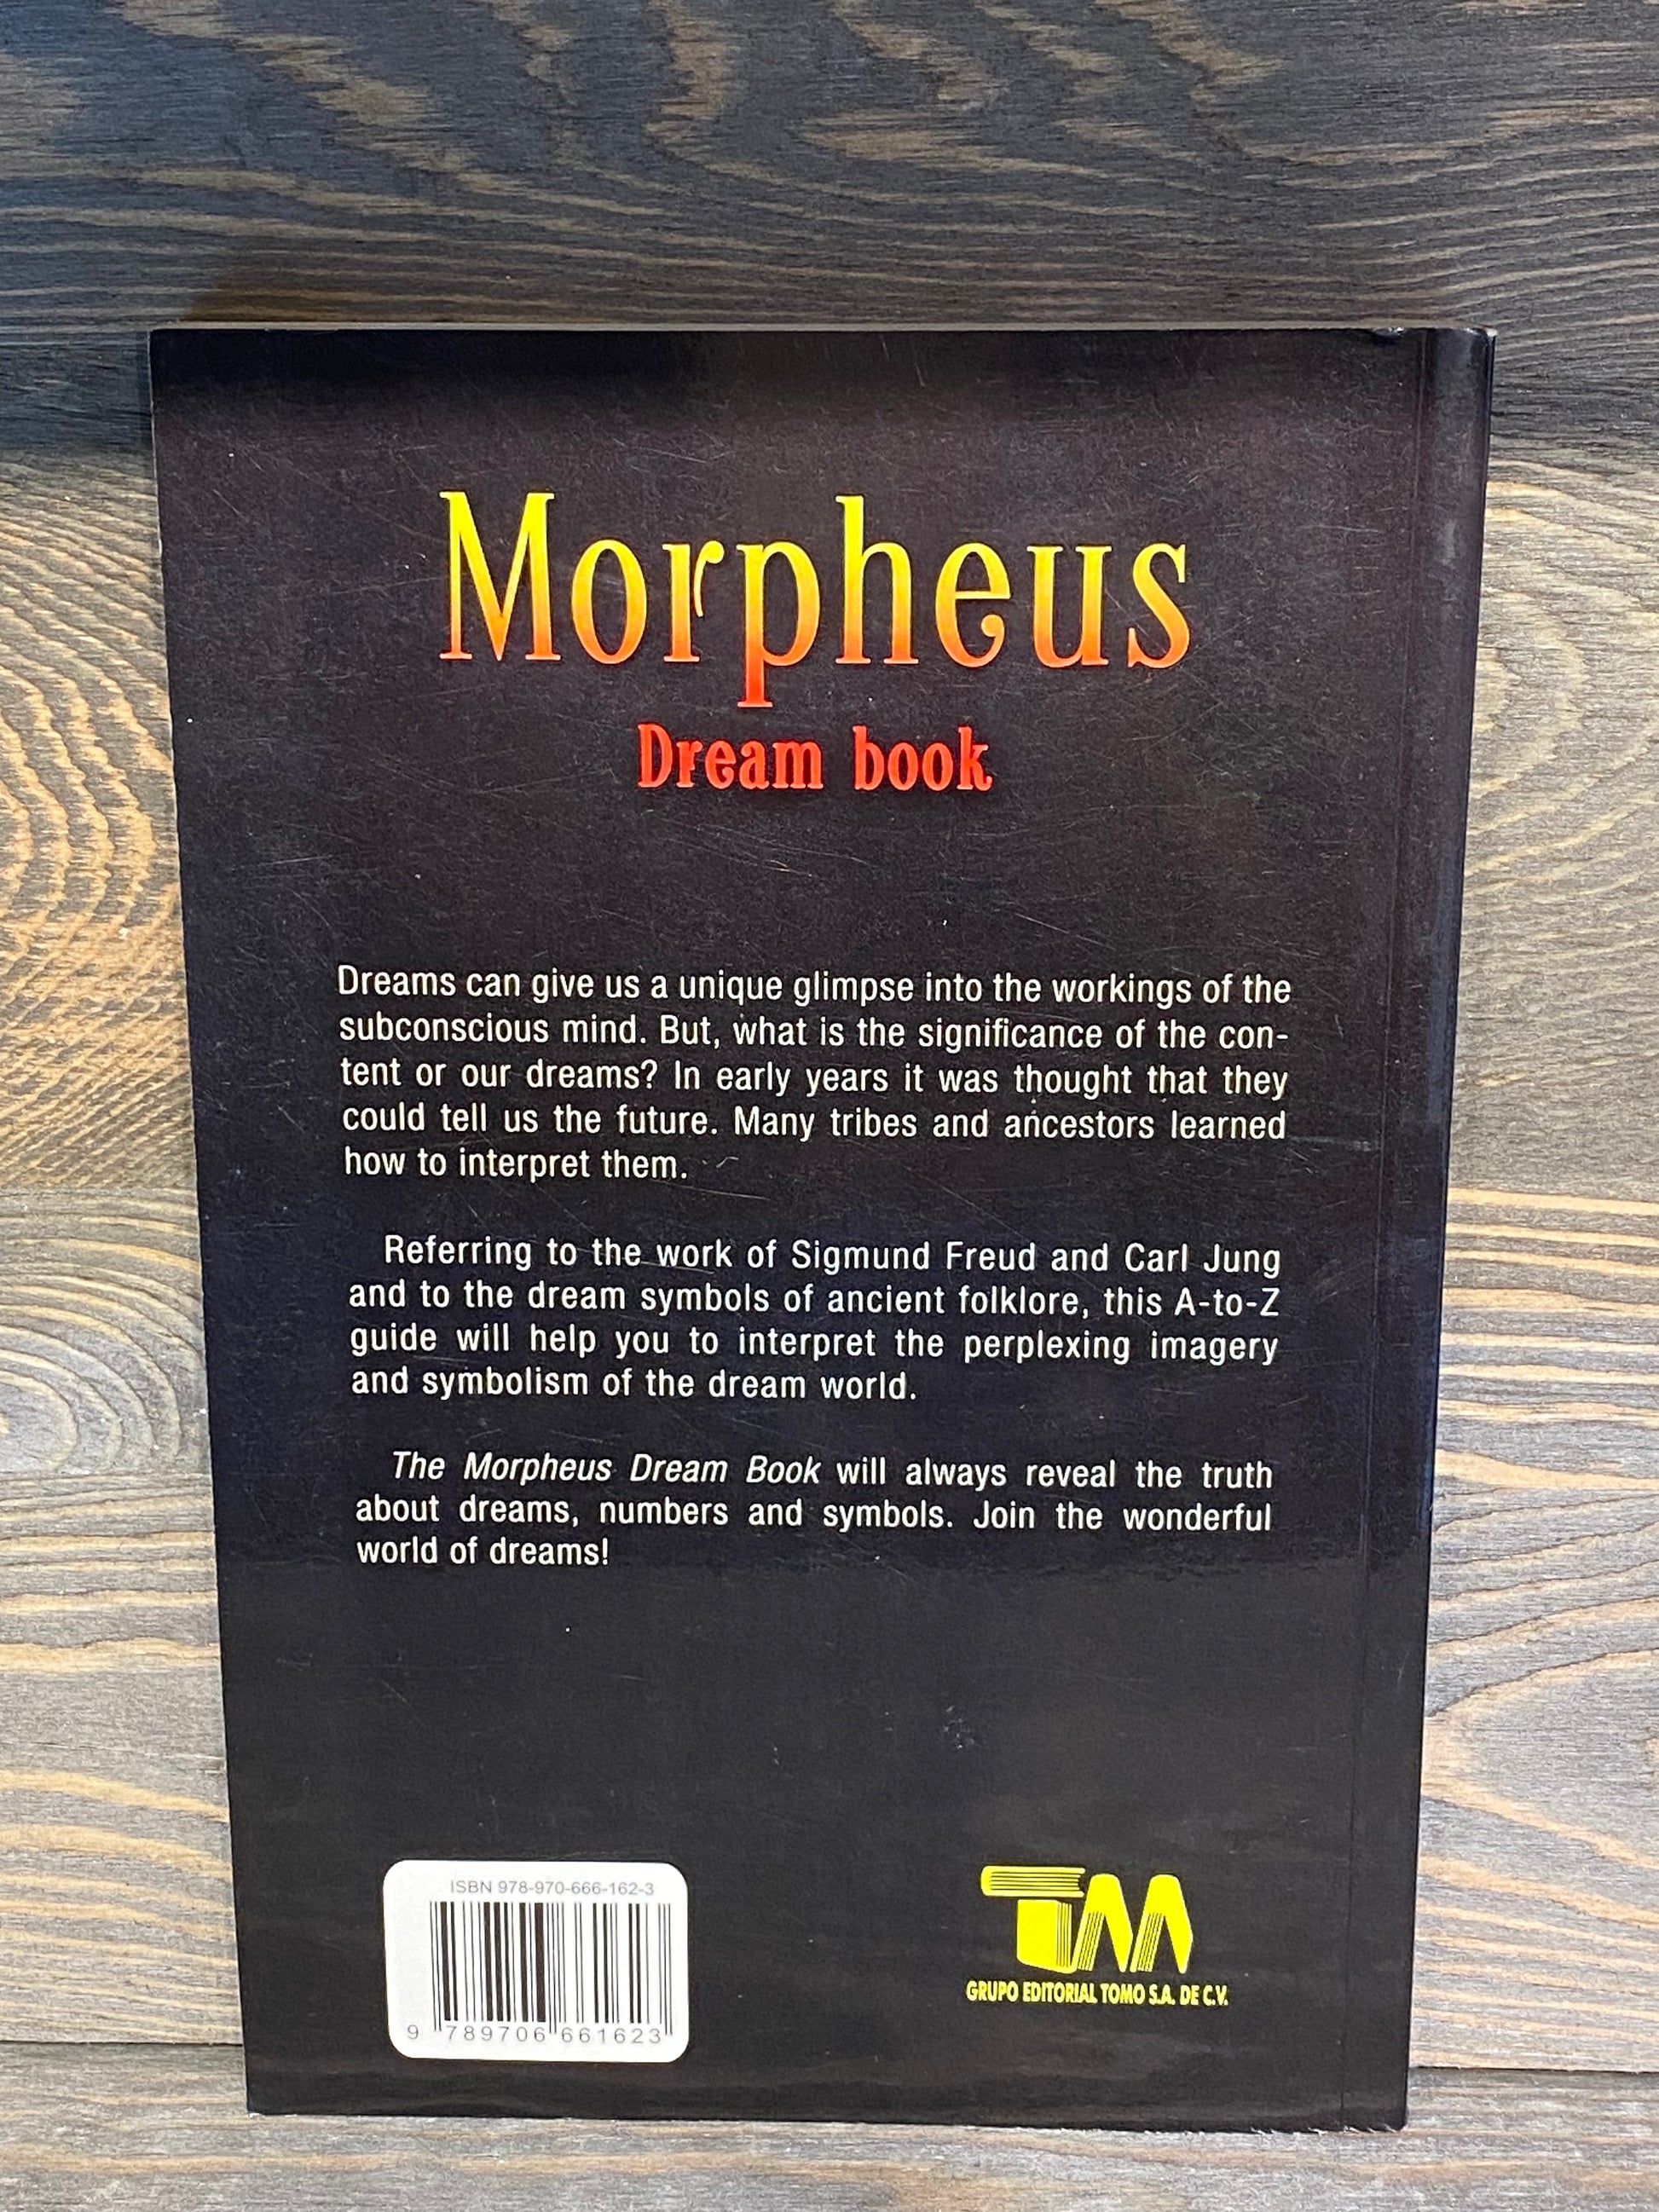 Morpheus
Dream book
Dreams can give us a unique glimpse into the workings of the
subconscious mind. But, what is the significance of the con-
tent or our dreams? In early years it was thought that they
could tell us the future. Many tribes and ancestors learned
how to interpret them.
Referring to the work of Sigmund Freud and Carl Jung
and to the dream symbols of ancient folklore, this A-to-Z
guide will help you to interpret the perplexing imagery
and symbolism of the dream world.
The Morpheus Dream Book will always reveal the truth
about dreams, numbers and symbols. Join the wonderful
world of dreams!
ISBN 978-970-666-162-3
9 789706 661623
TM
GRUPO EDITORIAL TOMO S.A. DE C.V.